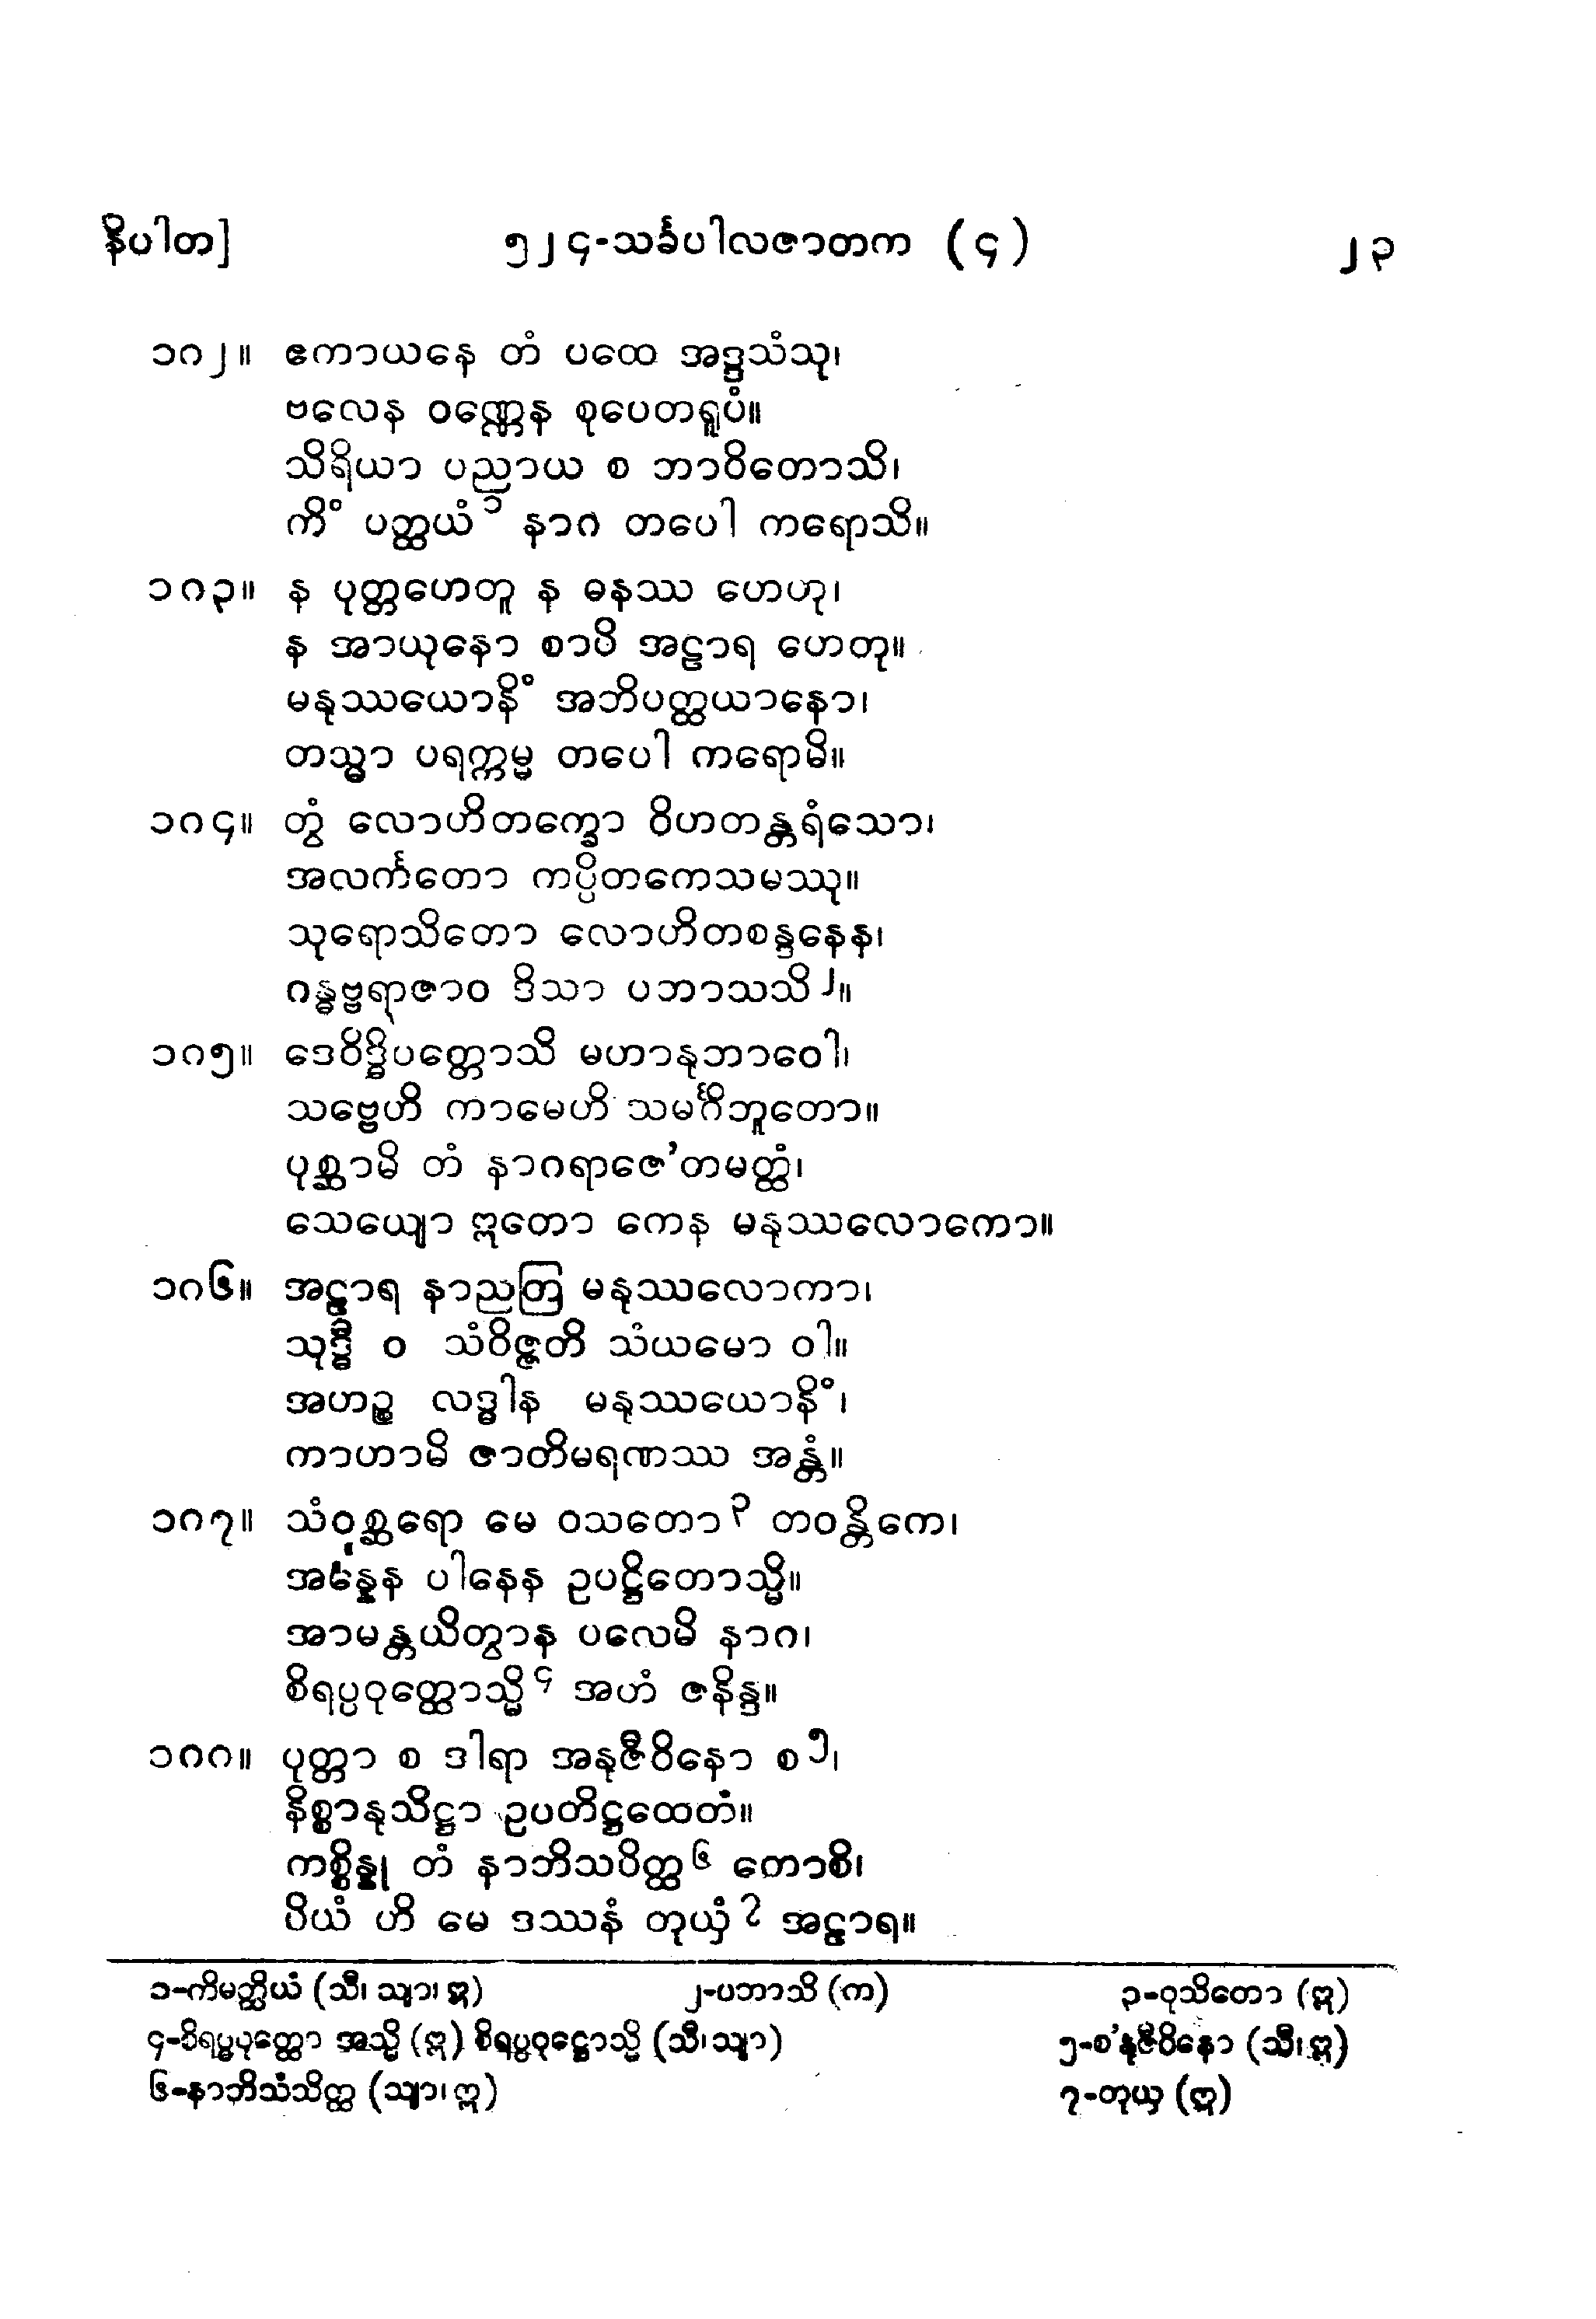 နိပါတ] ၅၂၄-သင်္ခပါလဇာတက (၄) ၂၃
၁၈၂။ ဧကာယနေ တံ ပထေ အဒ္ဒသံသု၊
ဗလေန ဝဏ္ဏေန စုပေတရူပံ။
သိရိယာ ပညာယ စ ဘာဝိတောသိ၊
ကိံ ပတ္ထယံ ၁ နာဂ တပေါ ကရောသိ။
၁၈၃။ န ပုတ္တဟေတူ န ဓနဿ ဟေဟု၊
န အာယုနော စာပိ အဠာရ ဟေတု။
မနုဿယောနိံ အဘိပတ္ထယာနော၊
တသ္မာ ပရက္ကမ္မ တပေါ ကရောမိ။
၁၈၄။ တွံ လောဟိတက္ခော ဝိဟတန္တရံသော၊
အလင်္ကတော ကပ္ပိတကေသမဿု။
သုရောသိတော လောဟိတစန္ဒနေန၊
ဂန္ဓဗ္ဗရာဇာဝ ဒိသာ ပဘာသသိ ၂။
၁၈၅။ ဒေဝိဒ္ဓိပတ္တောသိ မဟာနုဘာဝေါ၊
သဗ္ဗေဟိ ကာမေဟိ သမင်္ဂိဘူတော။
ပုစ္ဆာမိ တံ နာဂရာဇေ’တမတ္ထံ၊
သေယျော ဣတော ကေန မနုဿလောကော။
၁၈၆။ အဠာရ နာညတြ မနုဿလောကာ၊
သုဒ္ဓီ ဝ သံဝိဇ္ဇတိ သံယမော ဝါ။
အဟဉ္စ လဒ္ဓါန မနုဿယောနိံ၊
ကာဟာမိ ဇာတိမရဏဿ အန္တံ။
၁၈၇။ သံဝစ္ဆရော မေ ဝသတော ၃ တဝန္တိကေ၊
အန္နေန ပါနေန ဥပဋ္ဌိတောသ္မိ။
အာမန္တယိတွာန ပလေမိ နာဂ၊
စိရပ္ပဝုတ္ထောသ္မိ ၄ အဟံ ဇနိန္ဒ။
၁၈၈။ ပုတ္တာ စ ဒါရာ အနုဇီဝိနော စ ၅၊
နိစ္စာနုသိဋ္ဌာ ဥပတိဋ္ဌထေတံ။
ကစ္စိန္နု တံ နာဘိသပိတ္ထ ၆ ကောစိ၊
ပိယံ ဟိ မေ ဒဿနံ တုယှံ ၇ အဠာရ။
၁-ကိမတ္ထိယံ (သီ၊ သျာ၊ ဣ) ၂-ပဘာသိ (က) ၃-ဝုသိတော (ဣ)
၄-စိရပ္ပဝုတ္ထော အသ္မိ (ဣ) စိရပ္ပဝုဋ္ဌောသ္မိ (သီ၊ သျာ) ၅-စ’နုဇီဝိနော (သီ၊ ဣ)
၆-နာဘိသံသိတ္ထ (သျာ၊ ဣ) ၇-တုယှ (ဣ)